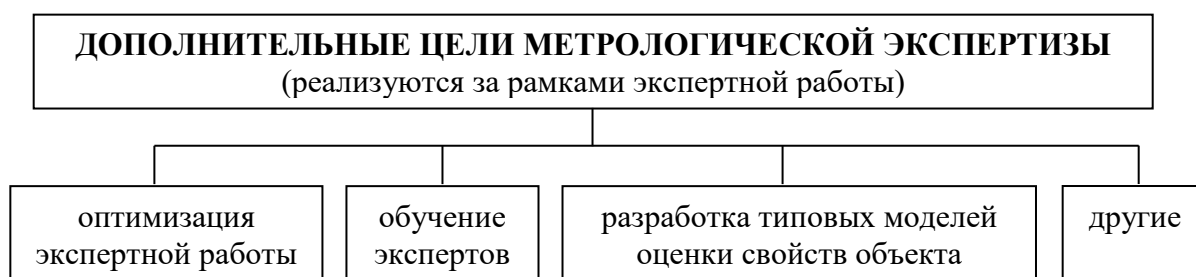 ДОПОЛНИТЕЛЬНЫЕ ЦЕЛИ МЕТРОЛОГИЧЕСКОЙ ЭКСПЕРТИЗЫ
(реализуются за рамками экспертной работы)
оптимизация
экспертной работы
обучение
экспертов
разработка типовых моделей
оценки свойств объекта
другие